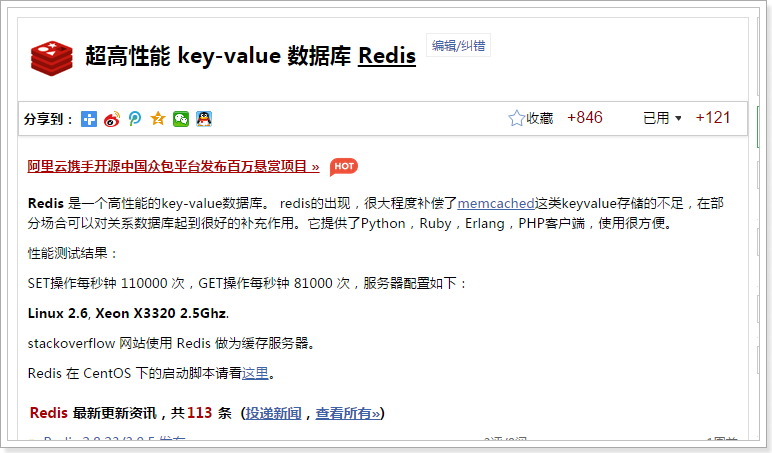 超高性能 key-value 数据库 Redis
编辑/纠错
分享到：
收藏 +846 已用 +121
阿里云携手开源中国众包平台发布百万悬赏项目 » HOT
Redis 是一个高性能的key-value数据库。 redis的出现，很大程度补偿了memcached这类keyvalue存储的不足，在部
分场合可以对关系数据库起到很好的补充作用。它提供了Python，Ruby，Erlang，PHP客户端，使用很方便。
性能测试结果：
SET操作每秒钟 110000 次，GET操作每秒钟 81000 次，服务器配置如下：
Linux 2.6, Xeon X3320 2.5Ghz.
stackoverflow 网站使用 Redis 做为缓存服务器。
Redis 在 CentOS 下的启动脚本请看这里。
Redis 最新更新资讯，共113 条 (投递新闻，查看所有»)